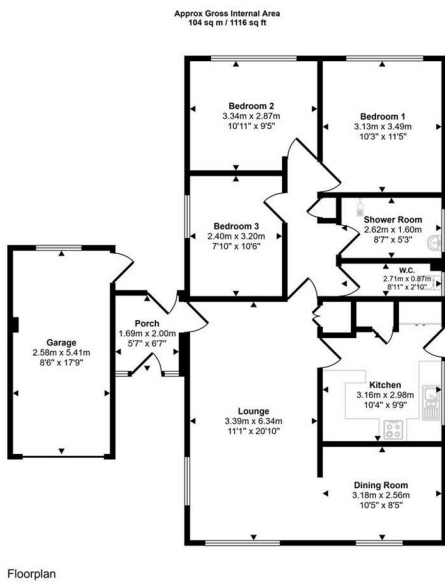 Approx Gross Internal Area
104 sq m / 1116 sq ft
Bedroom 2
3.34m x 2.87m
10'11" x 9'5"
Bedroom 1
3.13m x 3.49m
10'3" x 11'5"
Bedroom 3
2.40m x 3.20m
7'10" x 10'6"
Shower Room
2.62m x 1.60m
8'7" x 5'3"
W.C.
2.71m x 0.87m
8'11" x 2'10"
Garage
2.58m x 5.41m
8'6" x 17'9"
Porch
1.69m x 2.00m
5'7" x 6'7"
Lounge
3.39m x 6.34m
11'1" x 20'10"
Kitchen
3.16m x 2.98m
10'4" x 9'9"
Dining Room
3.18m x 2.56m
10'5" x 8'5"
Floorplan